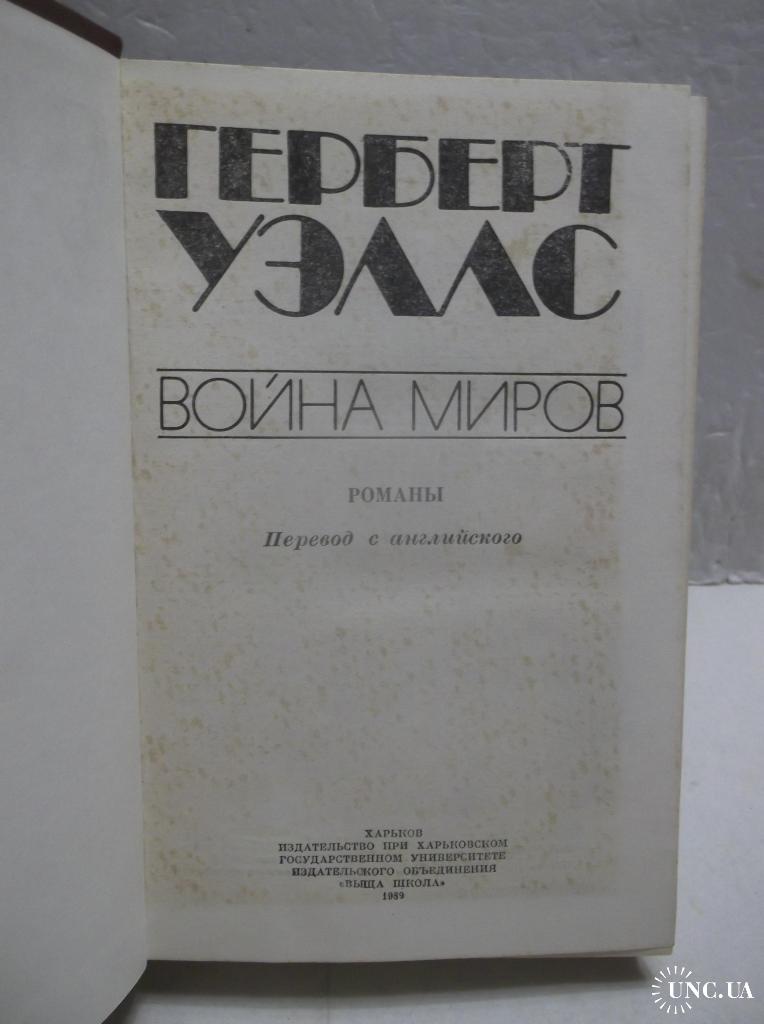 ГЕРБЕРТ
УЭЛЛС
ВОЙНА МИРОВ
РОМАНЫ
Перевод с английского
ХАРЬКОВ
ИЗДАТЕЛЬСТВО ПРИ ХАРЬКОВСКОМ
ГОСУДАРСТВЕННОМ УНИВЕРСИТЕТЕ
ИЗДАТЕЛЬСКОГО ОБЪЕДИНЕНИЯ
«ВЫЩА ШКОЛА»
1989
UNC.UA